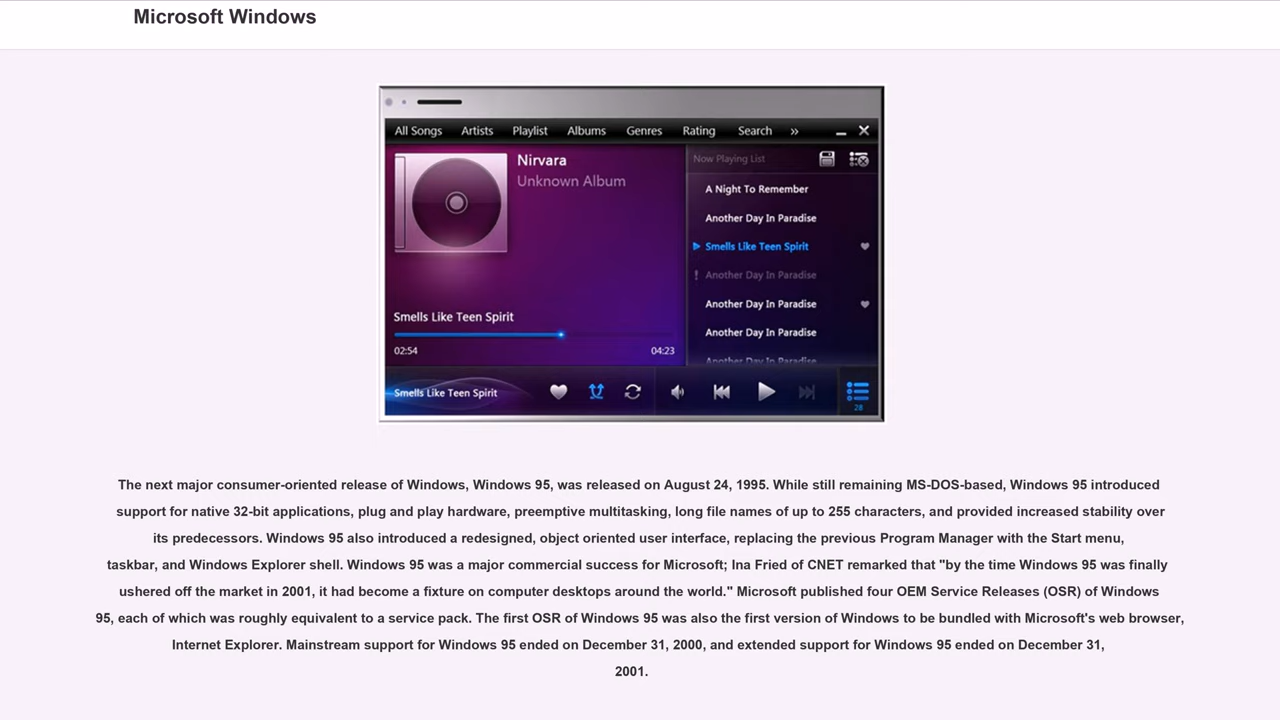 Microsoft Windows
All Songs Artists Playlist Albums Genres Rating Search »
Nirvara
Unknown Album
Now Playing List
A Night To Remember
Another Day In Paradise
Smells Like Teen Spirit
Another Day In Paradise
Another Day In Paradise
Another Day In Paradise
Another Day In Paradise
Smells Like Teen Spirit
02:54 04:23
Smells Like Teen Spirit
28
The next major consumer-oriented release of Windows, Windows 95, was released on August 24, 1995. While still remaining MS-DOS-based, Windows 95 introduced
support for native 32-bit applications, plug and play hardware, preemptive multitasking, long file names of up to 255 characters, and provided increased stability over
its predecessors. Windows 95 also introduced a redesigned, object oriented user interface, replacing the previous Program Manager with the Start menu,
taskbar, and Windows Explorer shell. Windows 95 was a major commercial success for Microsoft; Ina Fried of CNET remarked that "by the time Windows 95 was finally
ushered off the market in 2001, it had become a fixture on computer desktops around the world." Microsoft published four OEM Service Releases (OSR) of Windows
95, each of which was roughly equivalent to a service pack. The first OSR of Windows 95 was also the first version of Windows to be bundled with Microsoft's web browser,
Internet Explorer. Mainstream support for Windows 95 ended on December 31, 2000, and extended support for Windows 95 ended on December 31,
2001.